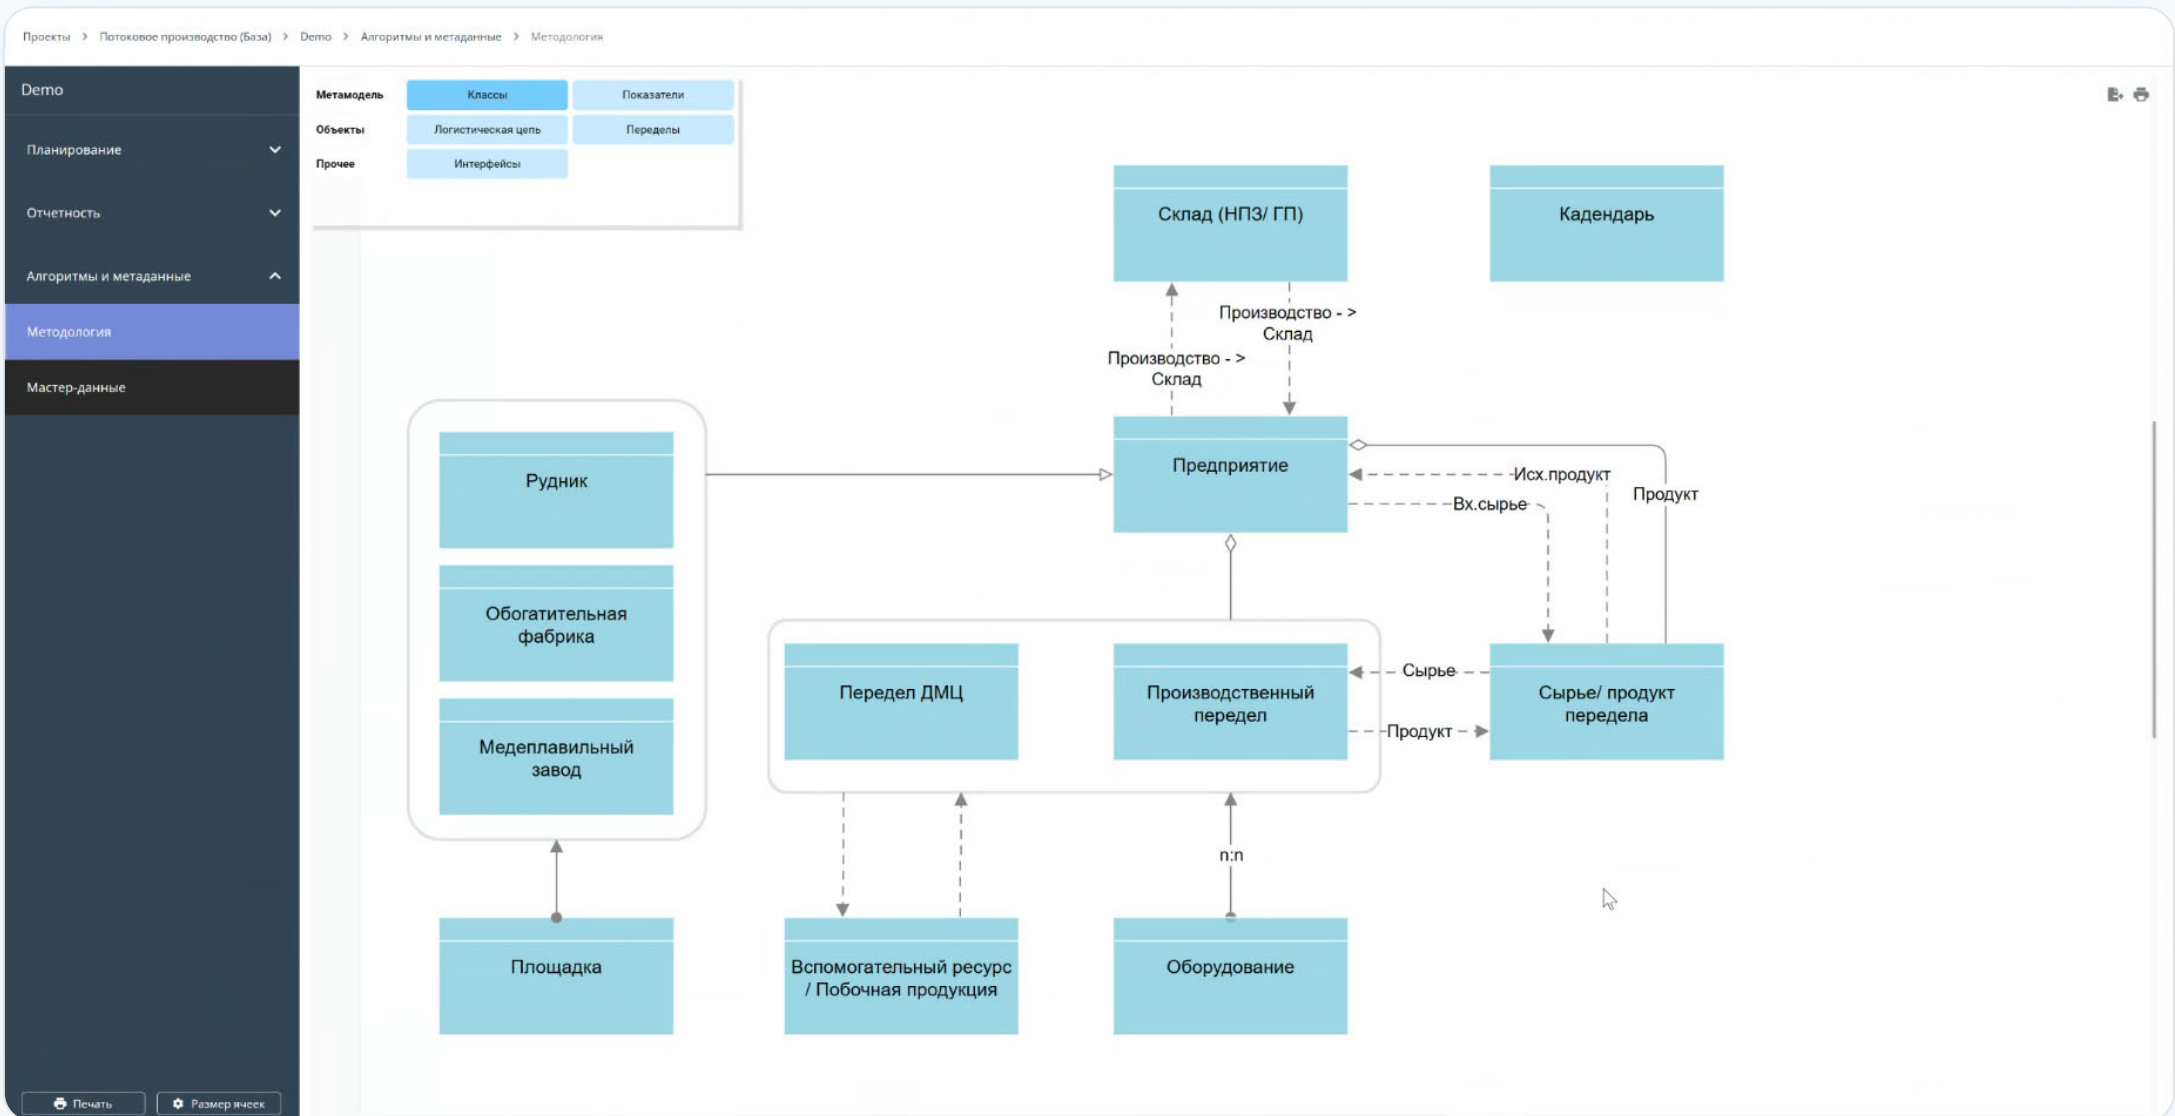 Проекты > Потоковое производство (База) > Demo > Алгоритмы и метаданные > Методология
Demo
Планирование
Отчетность
Алгоритмы и метаданные
Методология
Мастер-данные
Печать
Размер ячеек
Метамодель
Классы
Показатели
Объекты
Логистическая цепь
Переделы
Прочее
Интерфейсы
Склад (НПЗ/ ГП)
Кадендарь
Производство - >
Склад
Производство - >
Склад
Рудник
Предприятие
Исх.продукт
Продукт
Вх.сырье
Обогатительная
фабрика
Медеплавильный
завод
Передел ДМЦ
Производственный
передел
Сырье
Продукт
Сырье/ продукт
передела
n:n
Площадка
Вспомогательный ресурс
/ Побочная продукция
Оборудование